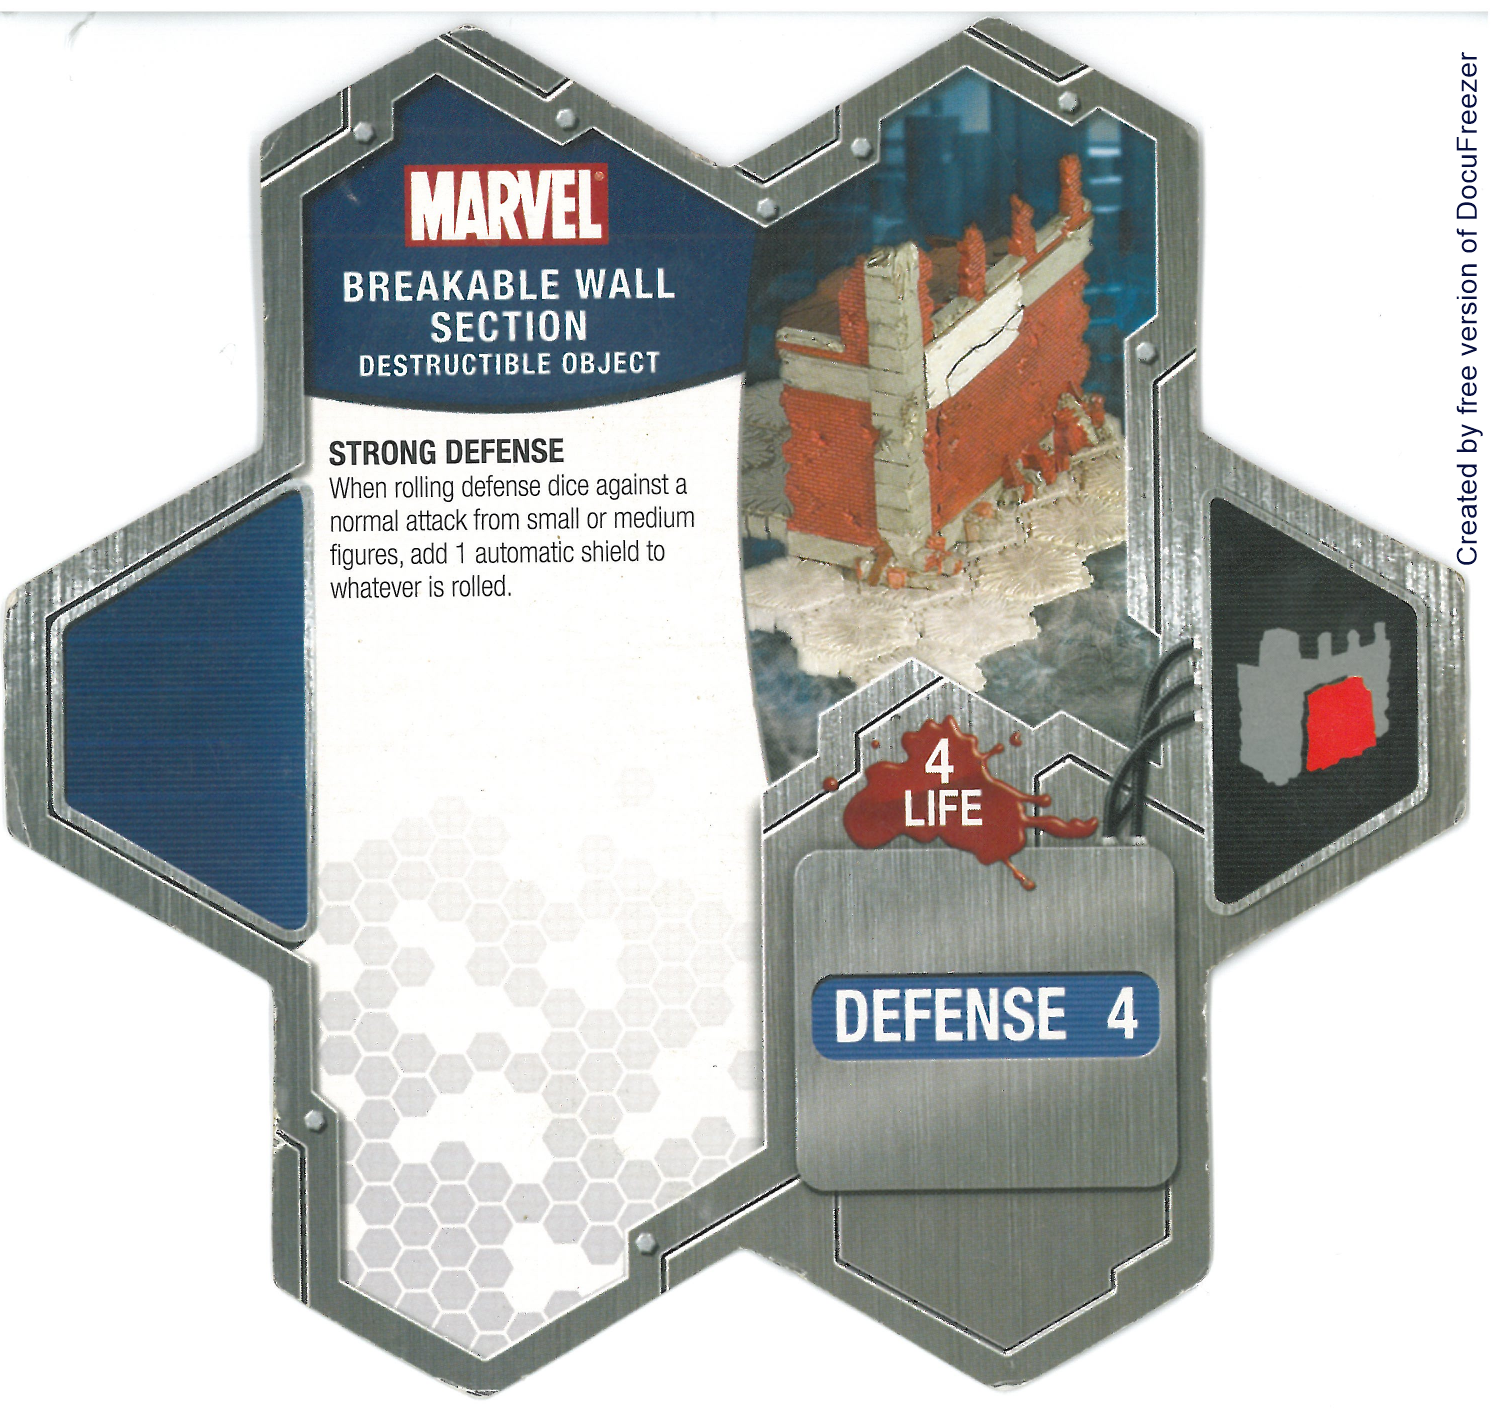 MARVEL
BREAKABLE WALL
SECTION
DESTRUCTIBLE OBJECT
STRONG DEFENSE
When rolling defense dice against a
normal attack from small or medium
figures, add 1 automatic shield to
whatever is rolled.
4
LIFE
DEFENSE 4
Created by free version of DocuFreezer